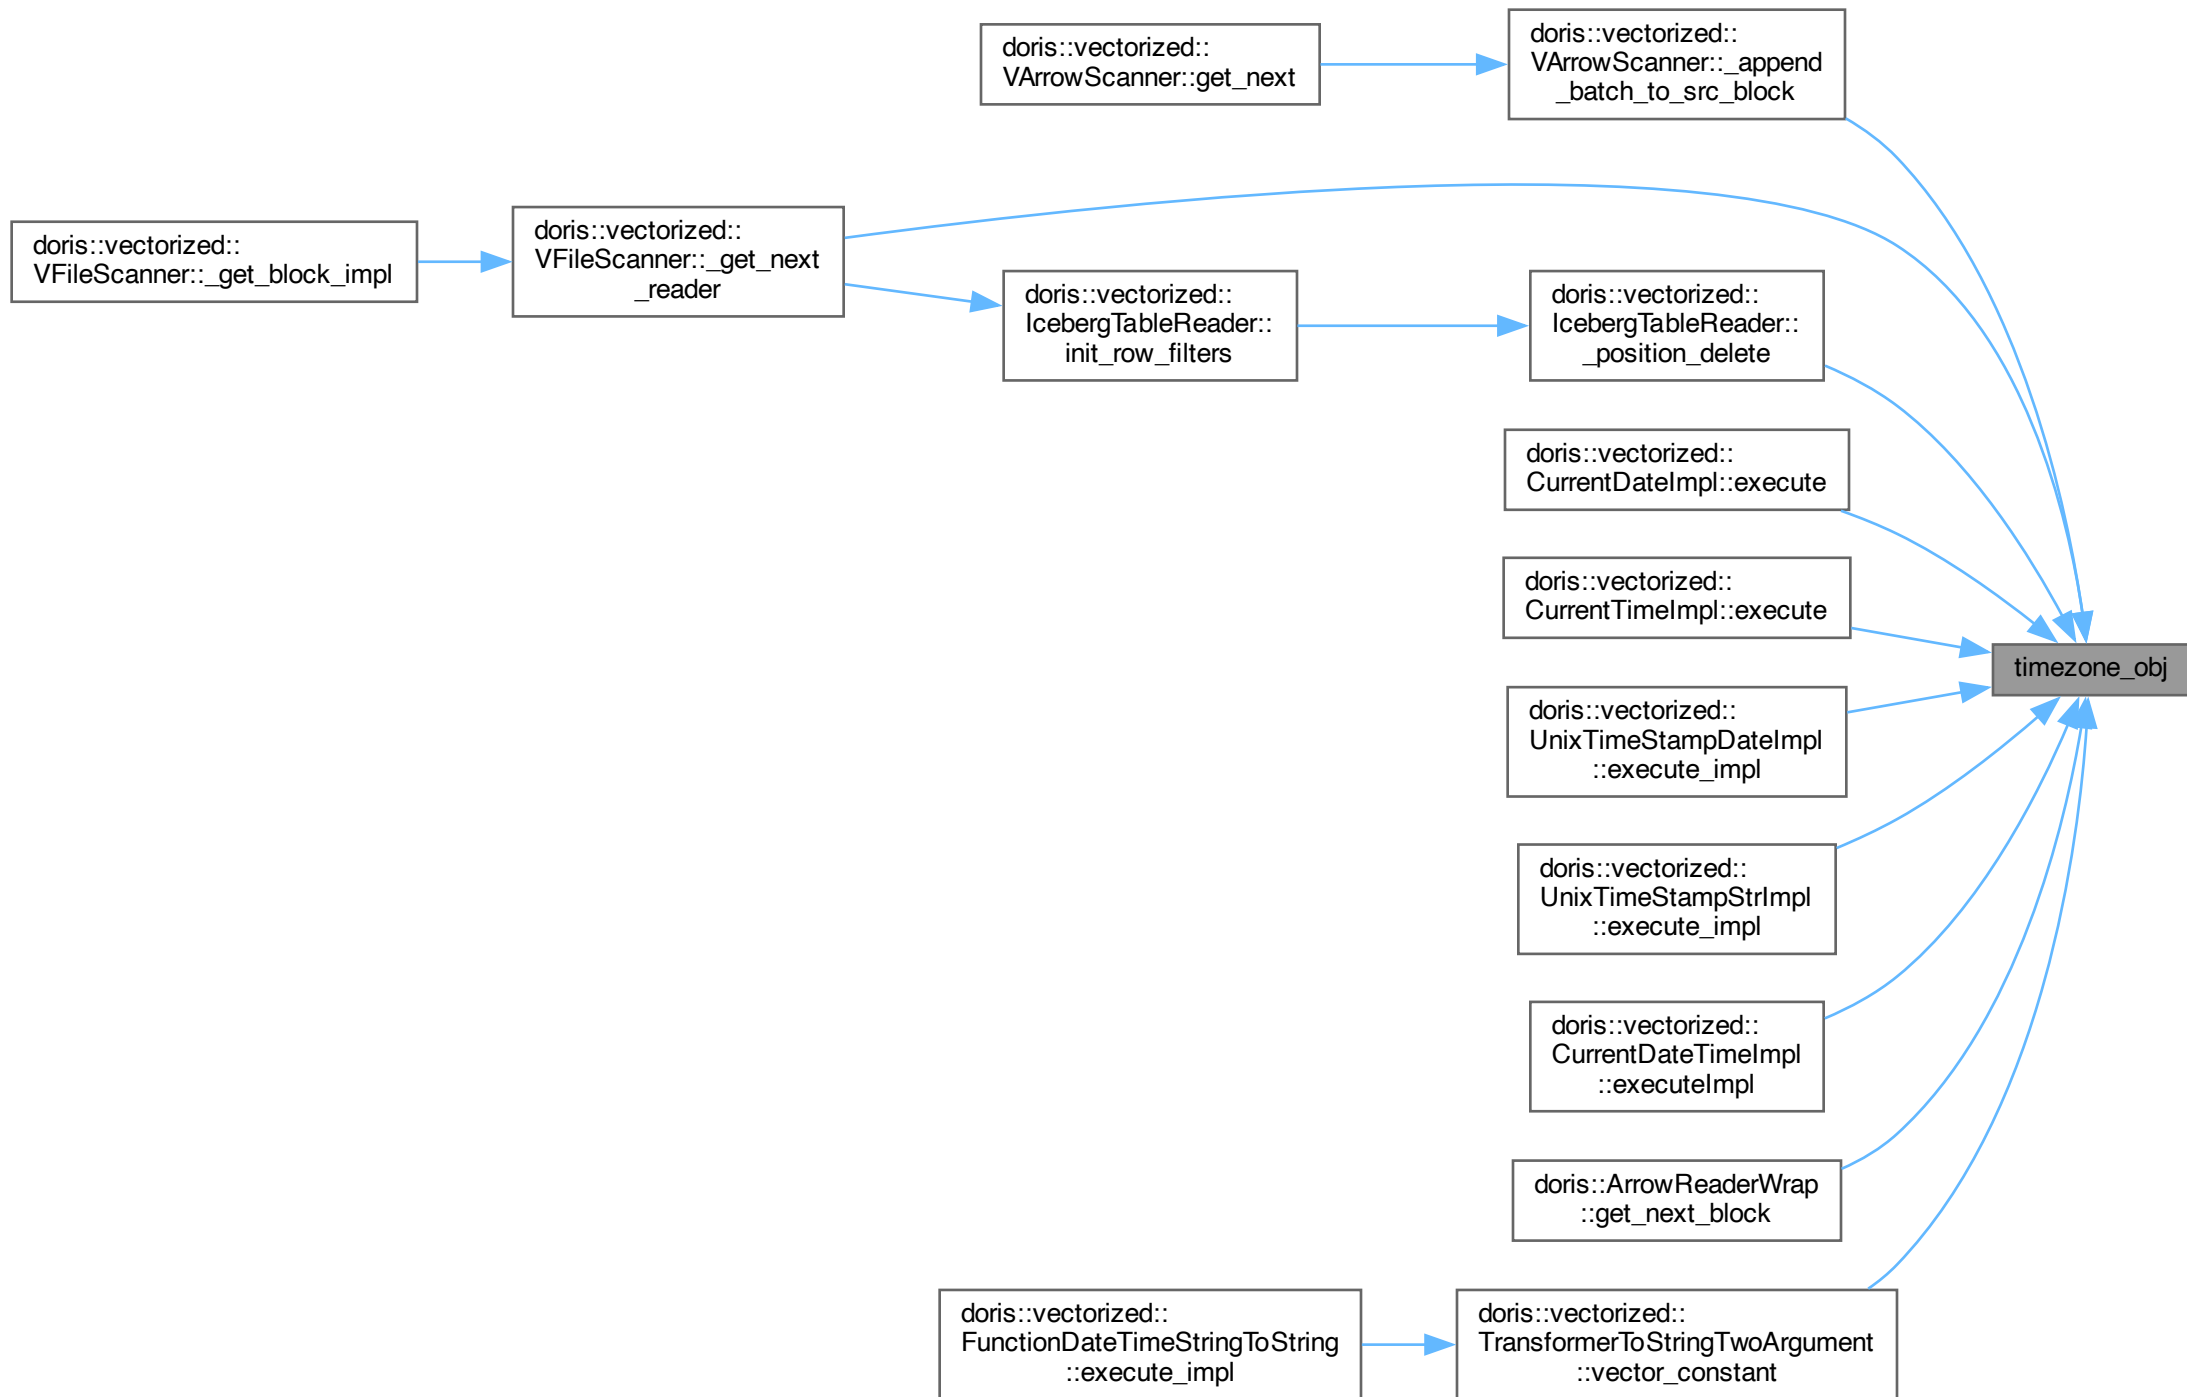 doris::vectorized::
VArrowScanner::get_next
doris::vectorized::
VArrowScanner::_append
_batch_to_src_block
doris::vectorized::
VFileScanner::_get_block_impl
doris::vectorized::
VFileScanner::_get_next
_reader
doris::vectorized::
IcebergTableReader::
init_row_filters
doris::vectorized::
IcebergTableReader::
_position_delete
doris::vectorized::
CurrentDateImpl::execute
doris::vectorized::
CurrentTimeImpl::execute
timezone_obj
doris::vectorized::
UnixTimeStampDateImpl
::execute_impl
doris::vectorized::
UnixTimeStampStrImpl
::execute_impl
doris::vectorized::
CurrentDateTimeImpl
::executeImpl
doris::ArrowReaderWrap
::get_next_block
doris::vectorized::
FunctionDateTimeStringToString
::execute_impl
doris::vectorized::
TransformerToStringTwoArgument
::vector_constant